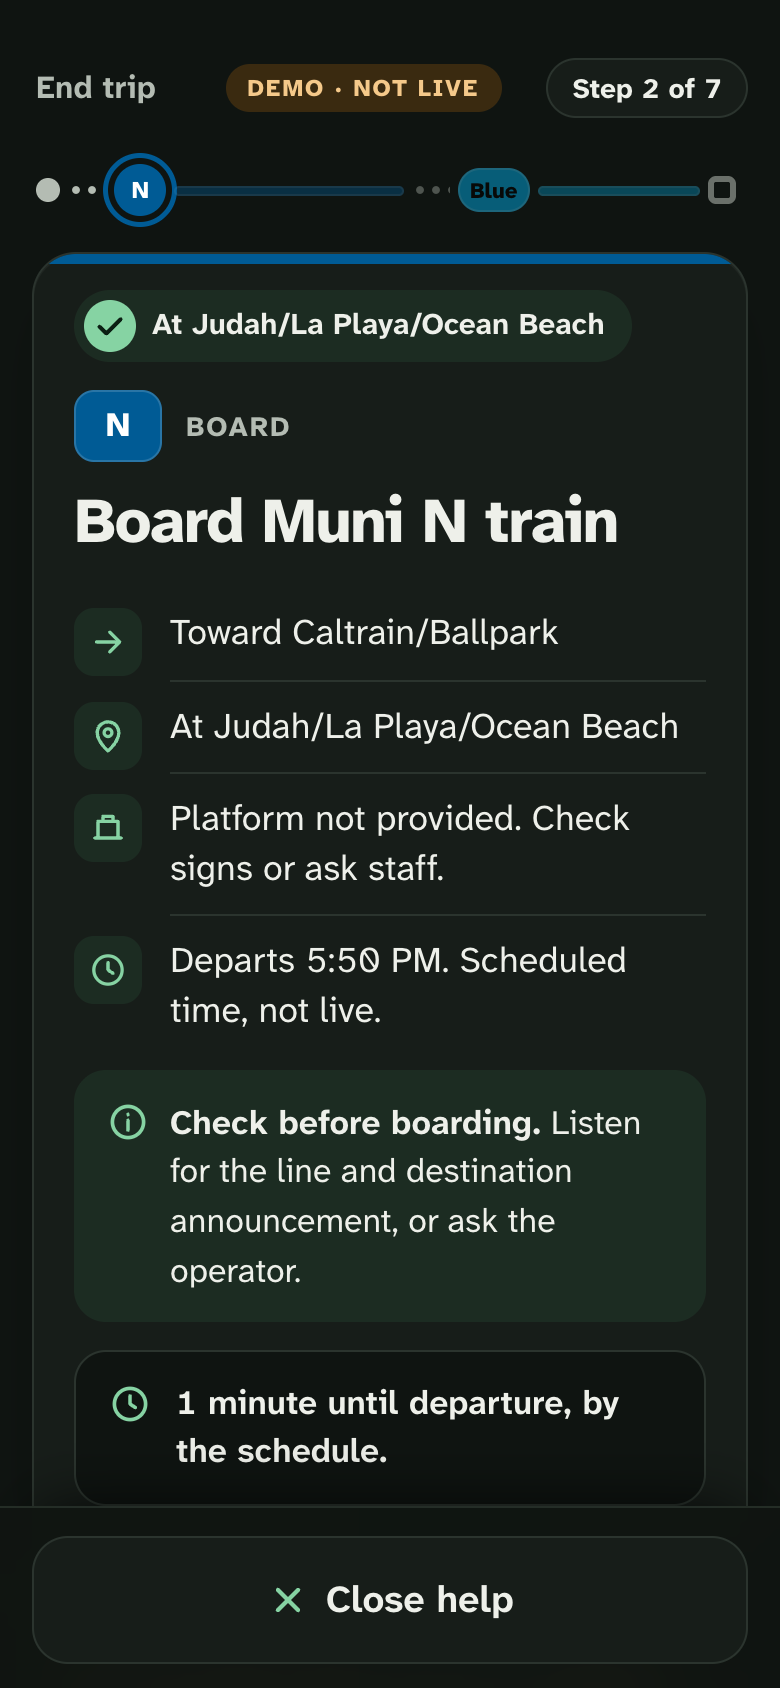 End trip
DEMO · NOT LIVE
Step 2 of 7
N
Blue
At Judah/La Playa/Ocean Beach
N
BOARD
Board Muni N train
Toward Caltrain/Ballpark
At Judah/La Playa/Ocean Beach
Platform not provided. Check
signs or ask staff.
Departs 5:50 PM. Scheduled
time, not live.
Check before boarding. Listen
for the line and destination
announcement, or ask the
operator.
1 minute until departure, by
the schedule.
Close help